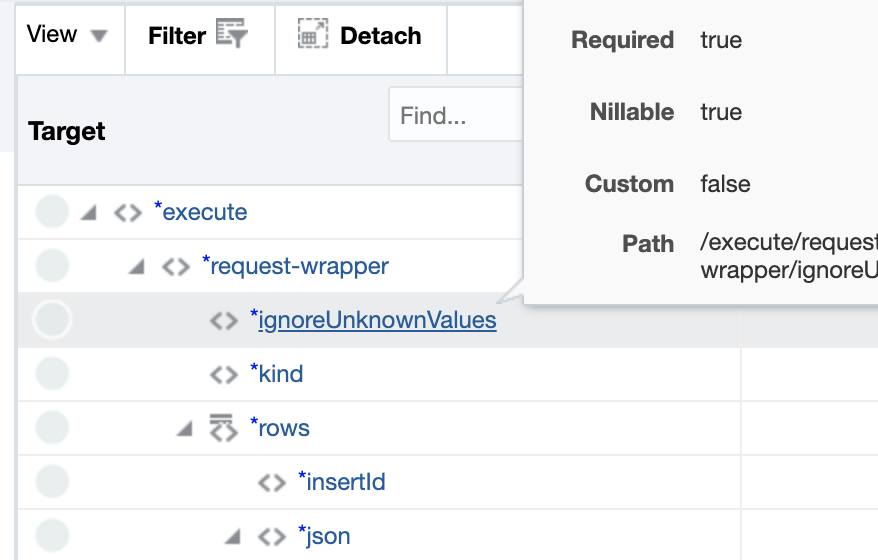 View Filter Detach
Required true
Nillable true
Custom false
Path /execute/request
wrapper/ignoreU
Target Find...
*execute
*request-wrapper
*ignoreUnknownValues
*kind
*rows
*insertId
*json